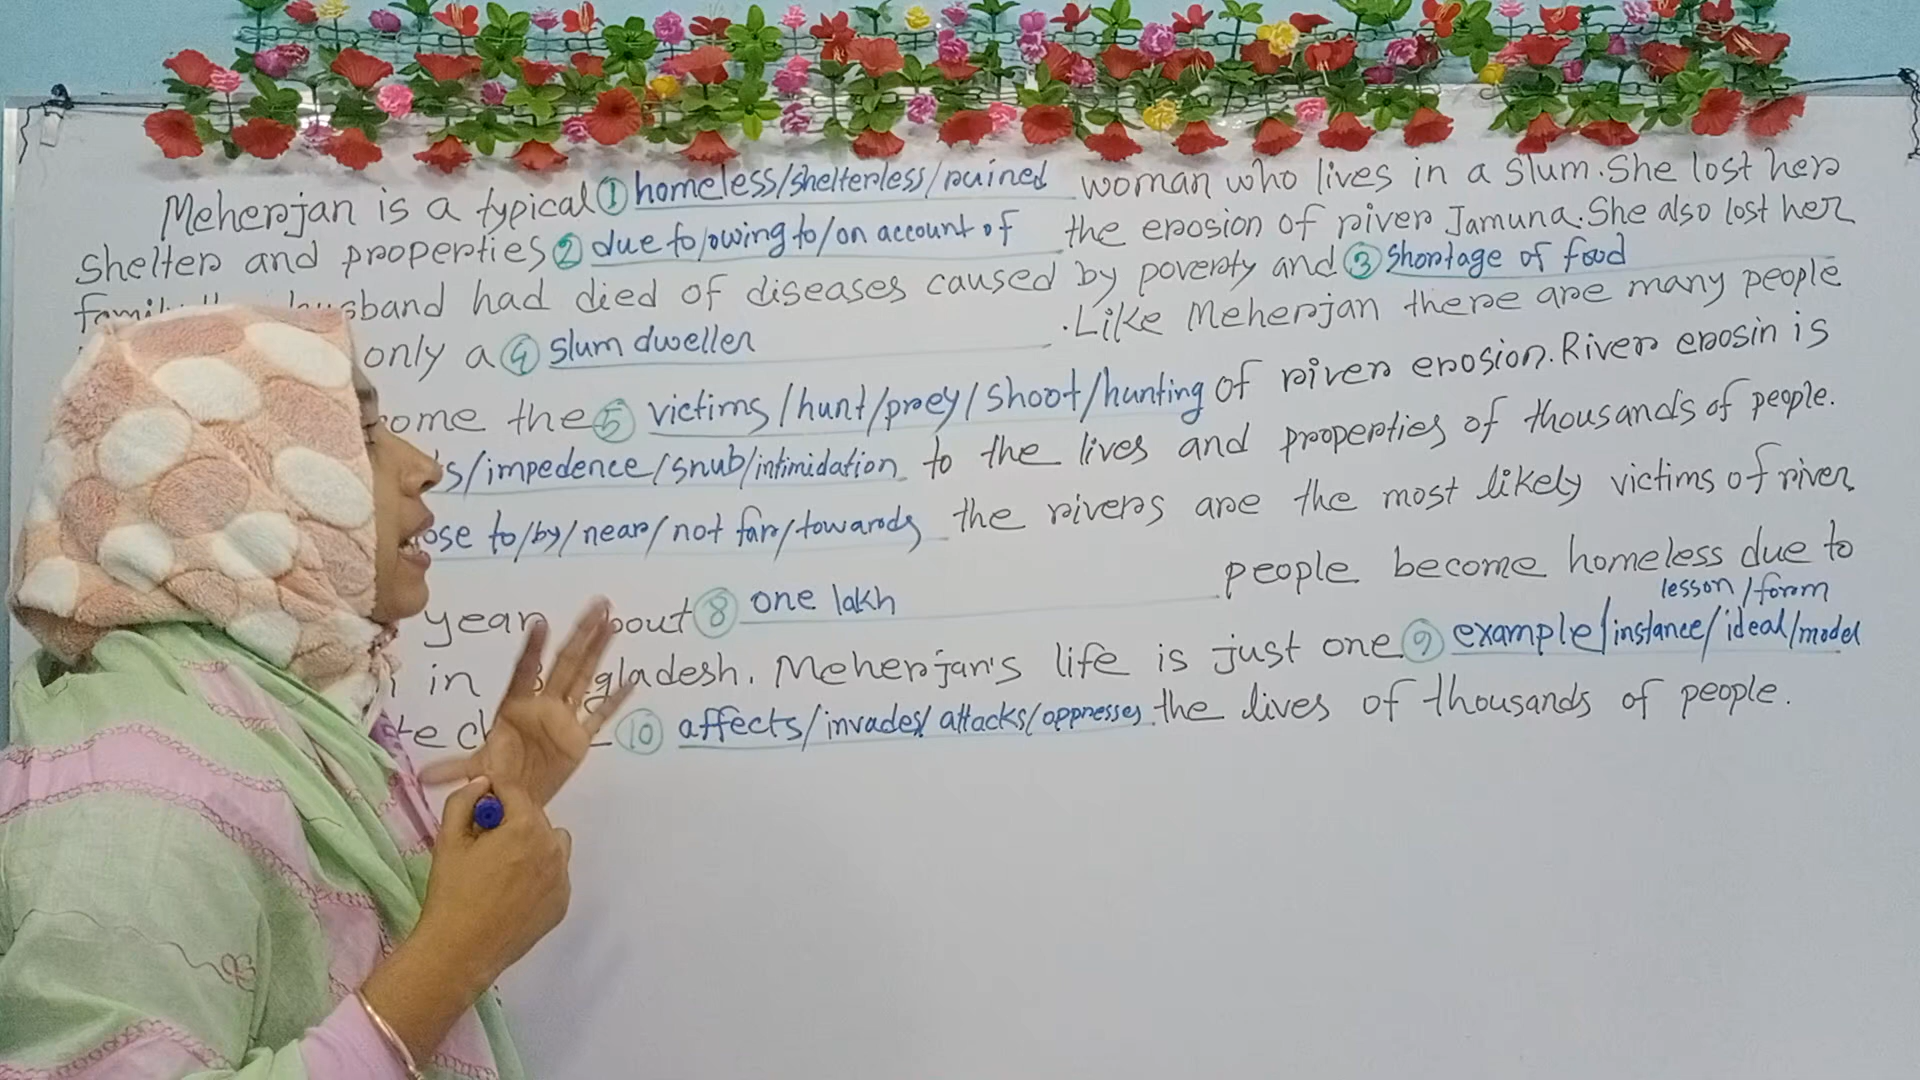 Meherjan is a typical ① homeless/shelterless/ruined woman who lives in a slum. She lost her
shelter and properties ② due to/owing to/on account of the erosion of river Jamuna. She also lost her
husband had died of diseases caused by poverty and ③ shortage of food
only a ④ slum dweller . Like Meherjan there are many people
the ⑤ victims/hunt/prey/shoot/hunting of river erosion. River erosin is
/impedence/snub/intimidation to the lives and properties of thousands of people.
to/by/near/not far/towards the rivers are the most likely victims of river
year ⑧ one lakh people become homeless due to
lesson/form
in Meherjan's life is just one ⑨ example/instance/ideal/model
⑩ affects/invades/attacks/oppresses the lives of thousands of people.